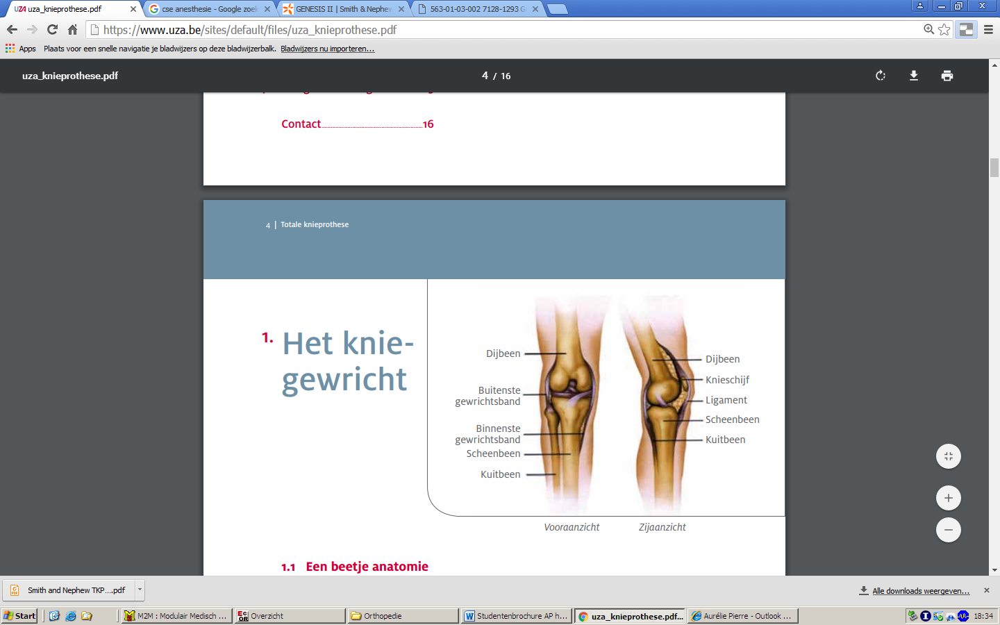 UZA uza_knieprothese.pdf
cse anesthesie - Google zoek
GENESIS II | Smith & Nephew
563-01-03-002 7128-1293 G
https://www.uza.be/sites/default/files/uza_knieprothese.pdf
Apps Plaats voor een snelle navigatie je bladwijzers op deze bladwijzerbalk. Bladwijzers nu importeren...
uza_knieprothese.pdf
4 / 16
Contact 16
4 | Totale knieprothese
1. Het knie-
gewricht
Dijbeen
Buitenste
gewrichtsband
Binnenste
gewrichtsband
Scheenbeen
Kuitbeen
Dijbeen
Knieschijf
Ligament
Scheenbeen
Kuitbeen
Vooraanzicht
Zijaanzicht
1.1 Een beetje anatomie
Smith and Nephew TKP....pdf
Alle downloads weergeven...
Start
M2M : Modulair Medisch ...
Overzicht
Orthopedie
Studentenbrochure AP h...
uza_knieprothese.pdf...
Aurélie Pierre - Outlook ...
18:34